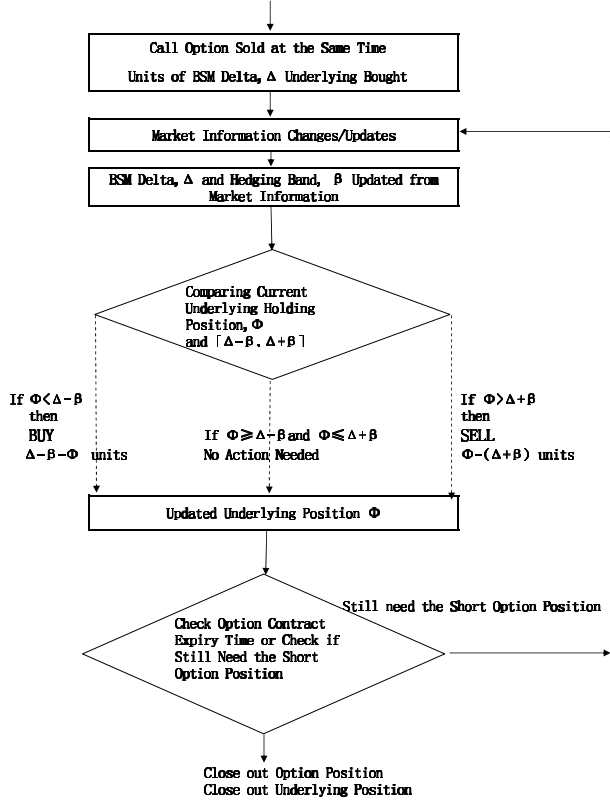 Call Option Sold at the Same Time
Units of BSM Delta, Δ Underlying Bought
Market Information Changes/Updates
BSM Delta, Δ and Hedging Band, β Updated from
Market Information
Comparing Current
Underlying Holding
Position, Φ
and [Δ-β, Δ+β]
If Φ<Δ-β
then
BUY
Δ-β-Φ units
If Φ≥Δ-β and Φ≤Δ+β
No Action Needed
If Φ>Δ+β
then
SELL
Φ-(Δ+β) units
Updated Underlying Position Φ
Still need the Short Option Position
Check Option Contract
Expiry Time or Check if
Still Need the Short
Option Position
Close out Option Position
Close out Underlying Position